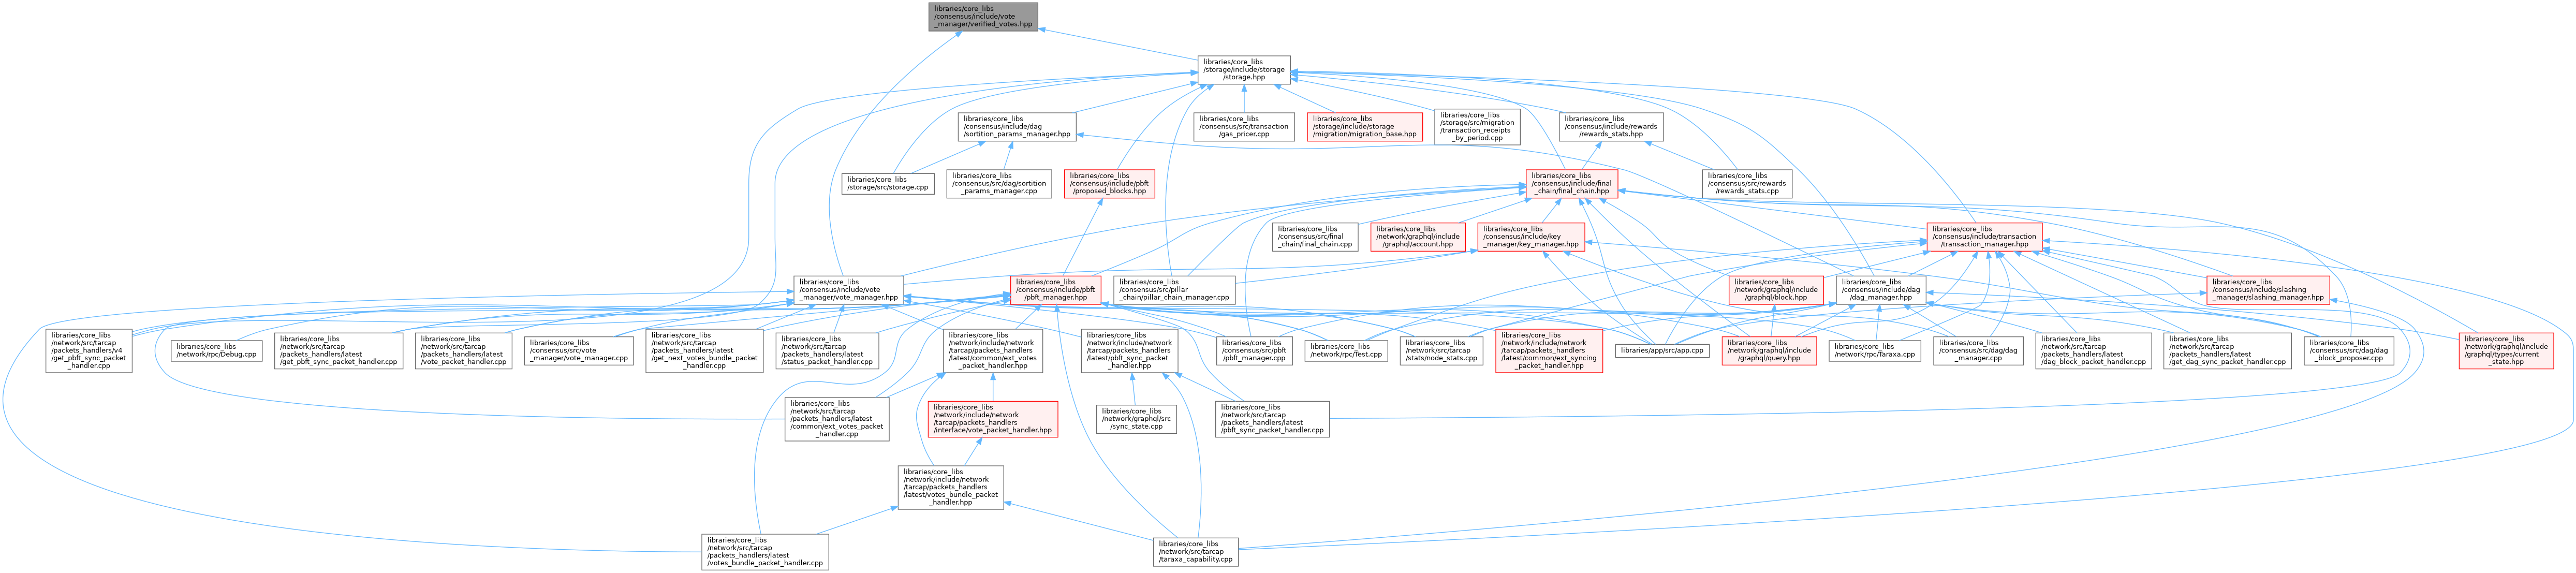 libraries/core_libs
/consensus/include/vote
_manager/verified_votes.hpp
libraries/core_libs
/storage/include/storage
/storage.hpp
libraries/core_libs
/consensus/include/dag
/sortition_params_manager.hpp
libraries/core_libs
/consensus/src/transaction
/gas_pricer.cpp
libraries/core_libs
/storage/include/storage
/migration/migration_base.hpp
libraries/core_libs
/storage/src/migration
/transaction_receipts
_by_period.cpp
libraries/core_libs
/consensus/include/rewards
/rewards_stats.hpp
libraries/core_libs
/storage/src/storage.cpp
libraries/core_libs
/consensus/src/dag/sortition
_params_manager.cpp
libraries/core_libs
/consensus/include/pbft
/proposed_blocks.hpp
libraries/core_libs
/consensus/include/final
_chain/final_chain.hpp
libraries/core_libs
/consensus/src/rewards
/rewards_stats.cpp
libraries/core_libs
/consensus/src/final
_chain/final_chain.cpp
libraries/core_libs
/network/graphql/include
/graphql/account.hpp
libraries/core_libs
/consensus/include/key
_manager/key_manager.hpp
libraries/core_libs
/consensus/include/transaction
/transaction_manager.hpp
libraries/core_libs
/consensus/include/vote
_manager/vote_manager.hpp
libraries/core_libs
/consensus/include/pbft
/pbft_manager.hpp
libraries/core_libs
/consensus/src/pillar
_chain/pillar_chain_manager.cpp
libraries/core_libs
/network/graphql/include
/graphql/block.hpp
libraries/core_libs
/consensus/include/dag
/dag_manager.hpp
libraries/core_libs
/consensus/include/slashing
_manager/slashing_manager.hpp
libraries/core_libs
/network/src/tarcap
/packets_handlers/v4
/get_pbft_sync_packet
_handler.cpp
libraries/core_libs
/network/rpc/Debug.cpp
libraries/core_libs
/network/src/tarcap
/packets_handlers/latest
/get_pbft_sync_packet_handler.cpp
libraries/core_libs
/network/src/tarcap
/packets_handlers/latest
/vote_packet_handler.cpp
libraries/core_libs
/consensus/src/vote
_manager/vote_manager.cpp
libraries/core_libs
/network/src/tarcap
/packets_handlers/latest
/get_next_votes_bundle_packet
_handler.cpp
libraries/core_libs
/network/src/tarcap
/packets_handlers/latest
/status_packet_handler.cpp
libraries/core_libs
/network/include/network
/tarcap/packets_handlers
/latest/common/ext_votes
_packet_handler.hpp
libraries/core_libs
/network/include/network
/tarcap/packets_handlers
/latest/pbft_sync_packet
_handler.hpp
libraries/core_libs
/consensus/src/pbft
/pbft_manager.cpp
libraries/core_libs
/network/rpc/Test.cpp
libraries/core_libs
/network/src/tarcap
/stats/node_stats.cpp
libraries/core_libs
/network/include/network
/tarcap/packets_handlers
/latest/common/ext_syncing
_packet_handler.hpp
libraries/app/src/app.cpp
libraries/core_libs
/network/graphql/include
/graphql/query.hpp
libraries/core_libs
/network/rpc/Taraxa.cpp
libraries/core_libs
/consensus/src/dag/dag
_manager.cpp
libraries/core_libs
/network/src/tarcap
/packets_handlers/latest
/dag_block_packet_handler.cpp
libraries/core_libs
/network/src/tarcap
/packets_handlers/latest
/get_dag_sync_packet_handler.cpp
libraries/core_libs
/consensus/src/dag/dag
_block_proposer.cpp
libraries/core_libs
/network/graphql/include
/graphql/types/current
_state.hpp
libraries/core_libs
/network/src/tarcap
/packets_handlers/latest
/common/ext_votes_packet
_handler.cpp
libraries/core_libs
/network/include/network
/tarcap/packets_handlers
/interface/vote_packet_handler.hpp
libraries/core_libs
/network/graphql/src
/sync_state.cpp
libraries/core_libs
/network/src/tarcap
/packets_handlers/latest
/pbft_sync_packet_handler.cpp
libraries/core_libs
/network/include/network
/tarcap/packets_handlers
/latest/votes_bundle_packet
_handler.hpp
libraries/core_libs
/network/src/tarcap
/packets_handlers/latest
/votes_bundle_packet_handler.cpp
libraries/core_libs
/network/src/tarcap
/taraxa_capability.cpp